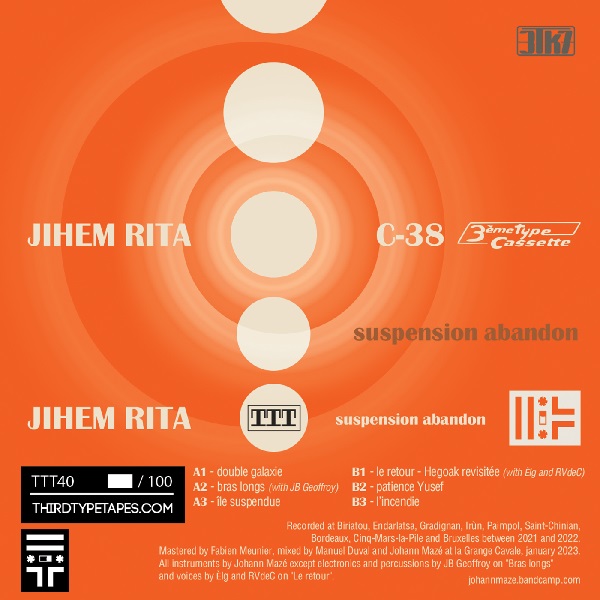 3TK7
JIHEM RITA
C-38
3èmeType
Cassette
suspension abandon
JIHEM RITA
TTT
suspension abandon
TTT40 / 100
THIRDTYPETAPES.COM
A1 - double galaxie
A2 - bras longs (with JB Geoffroy)
A3 - île suspendue
B1 - le retour - Hegoak revisitée (with Elg and RVdeC)
B2 - patience Yusef
B3 - l'incendie
Recorded at Biriatou, Endarlatsa, Gradignan, Irùn, Paimpol, Saint-Chinian,
Bordeaux, Cinq-Mars-la-Pile and Bruxelles between 2021 and 2022.
Mastered by Fabien Meunier, mixed by Manuel Duval and Johann Mazé at la Grange Cavale, january 2023.
All instruments by Johann Mazé except electronics and percussions by JB Geoffroy on "Bras longs"
and voices by Élg and RVdeC on "Le retour".
johannmaze.bandcamp.com